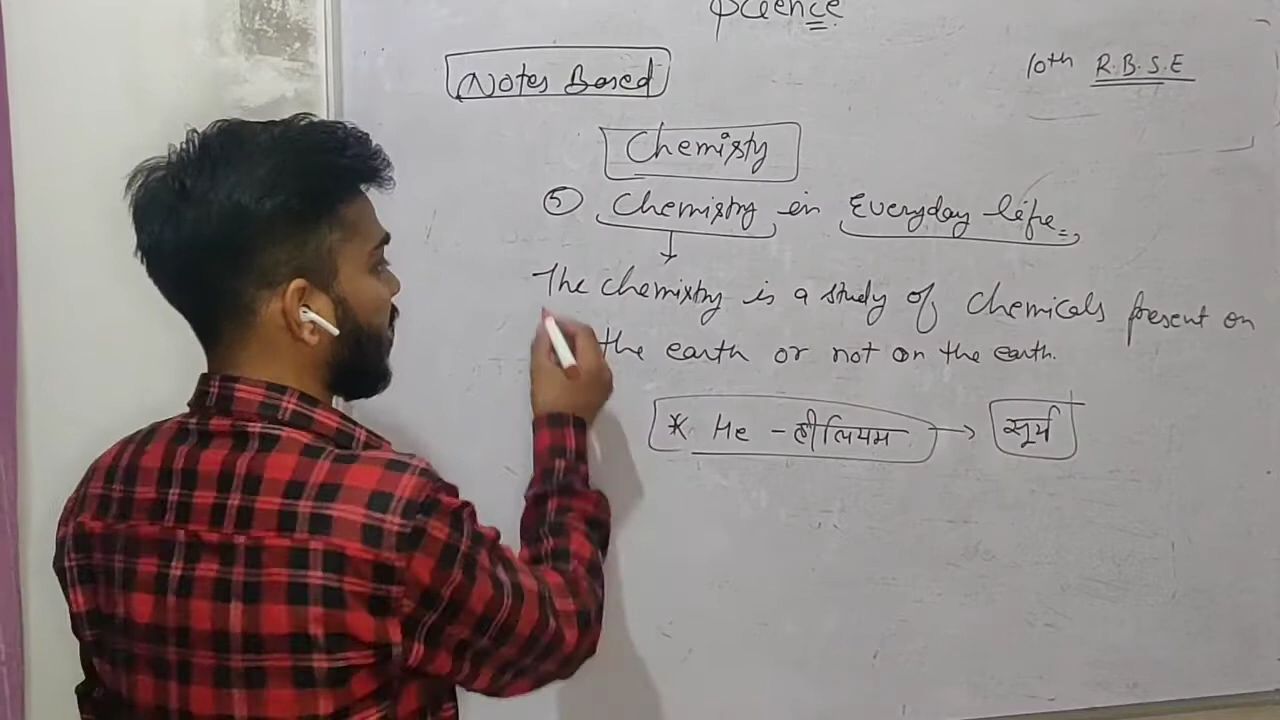 Science
10th R.B.S.E
Notes Based
Chemisty
5 Chemistry in Everyday life
The chemistry is a study of chemicals present on
the earth or not on the earth.
* He - हीलियम → सूर्य